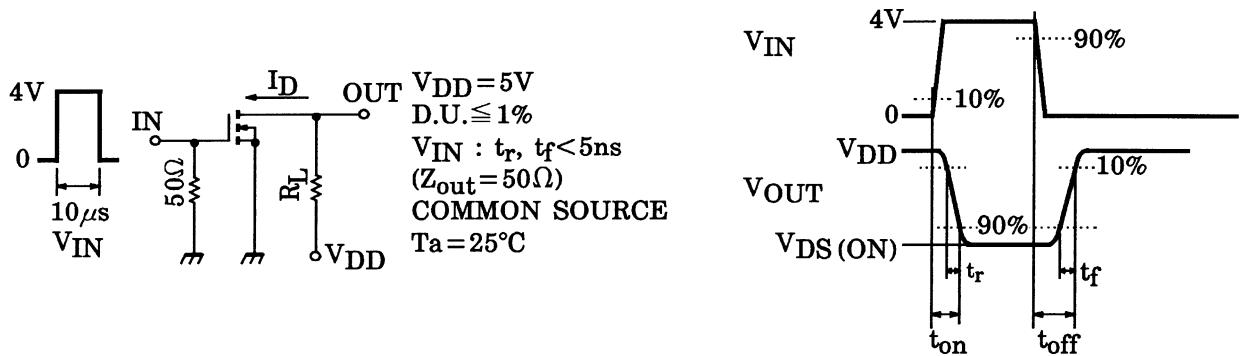 4V
0
10μs
VIN
IN
50Ω
ID
OUT
RL
VDD
VDD=5V
D.U.≦1%
VIN : tr, tf<5ns
(Zout=50Ω)
COMMON SOURCE
Ta=25°C
VIN
4V
90%
10%
0
VDD
VOUT
10%
90%
VDS (ON)
tr
tf
ton
toff